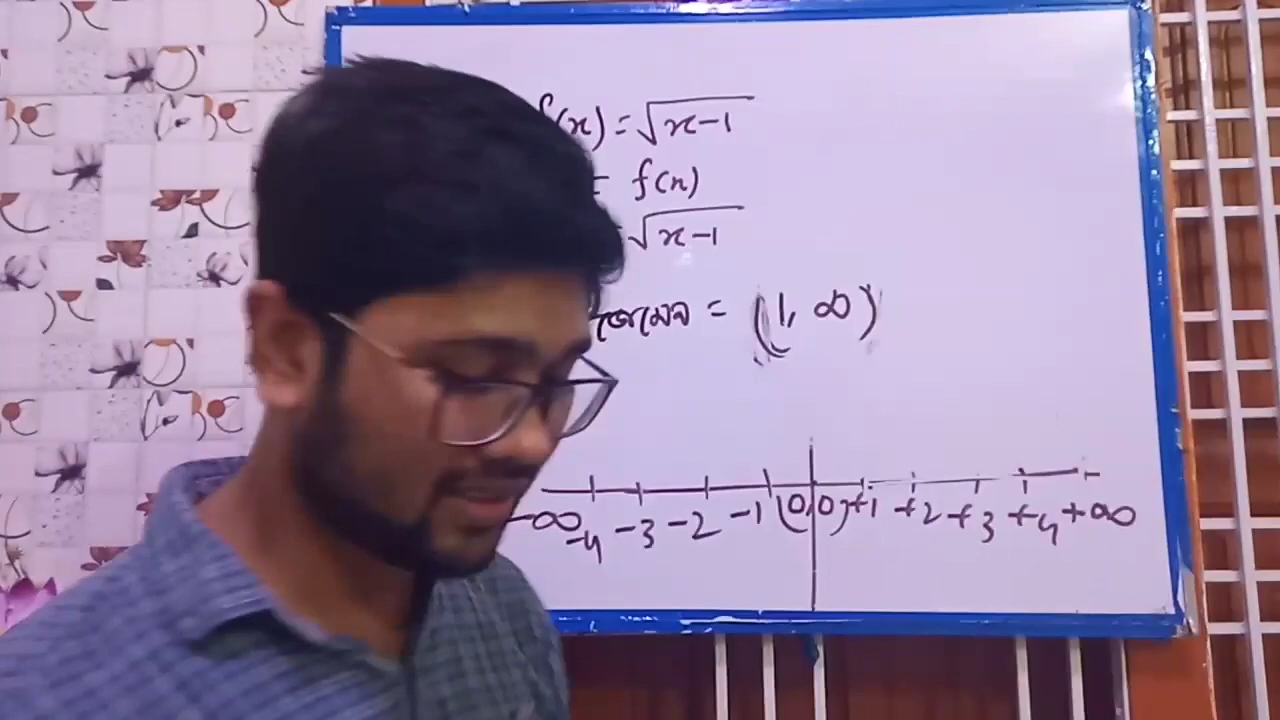 f(x) = √x-1
= f(x)
√x-1
ডোমেন = (1, ∞)
-∞ -4 -3 -2 -1 (0,0) +1 +2 +3 +4 +∞